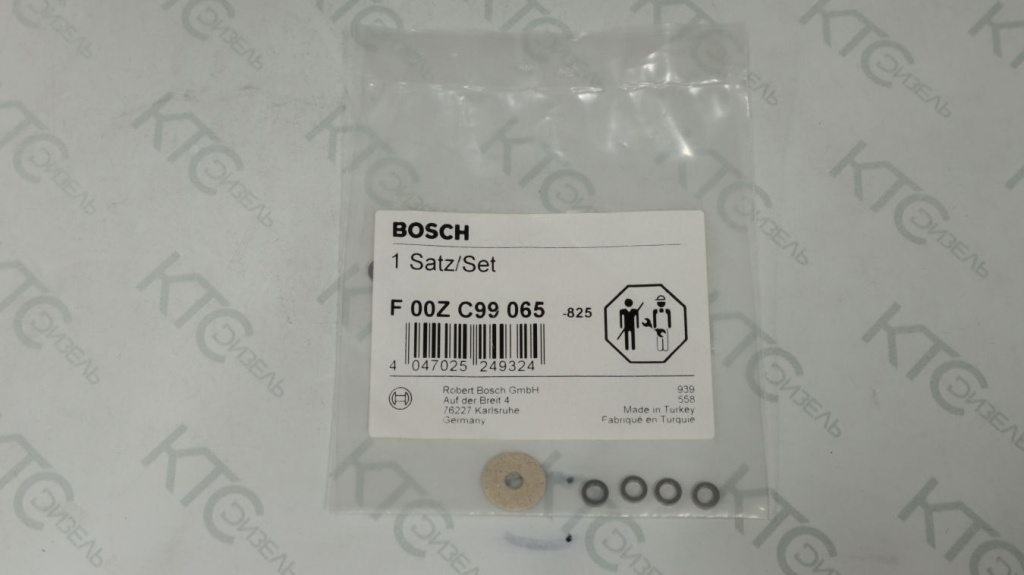 BOSCH
1 Satz/Set
F 00Z C99 065 -825
4 047025 249324
Robert Bosch GmbH
Auf der Breit 4
76227 Karlsruhe
Germany
939
558
Made in Turkey
Fabriqué en Turquie
КТС ДИЗЕЛЬ